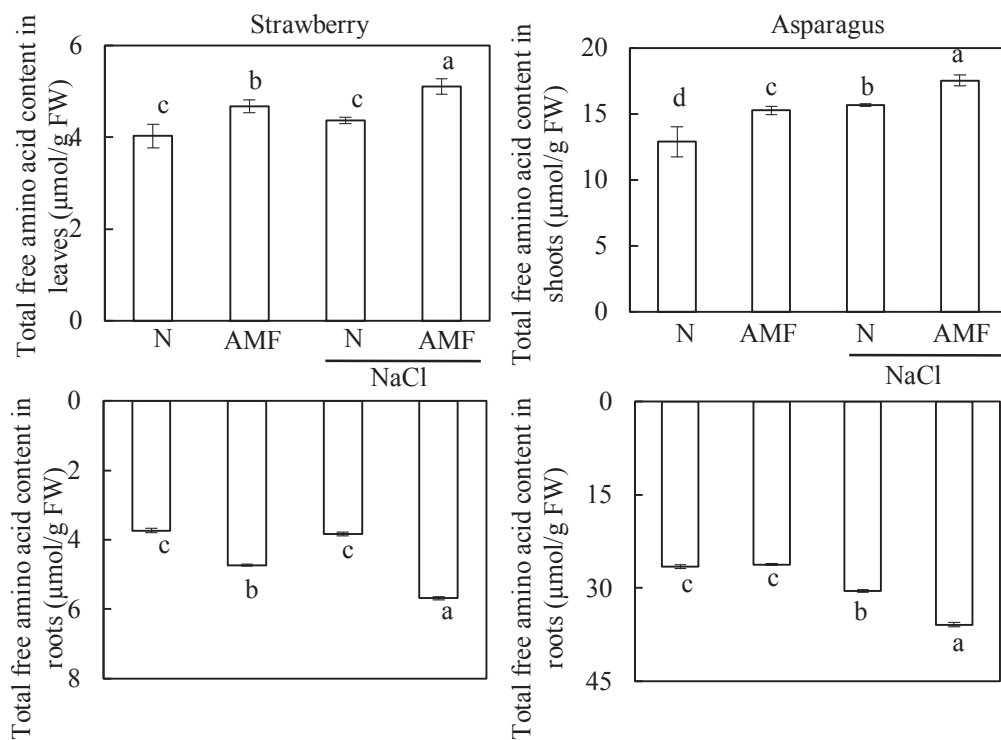 Strawberry
Total free amino acid content in
leaves (µmol/g FW)
6
4
2
0
c
b
c
a
N
AMF
N
AMF
NaCl
Asparagus
Total free amino acid content in
shoots (µmol/g FW)
20
15
10
5
0
d
c
b
a
N
AMF
N
AMF
NaCl
Total free amino acid content in
roots (µmol/g FW)
0
2
4
6
8
c
b
c
a
Total free amino acid content in
roots (µmol/g FW)
0
15
30
45
c
c
b
a